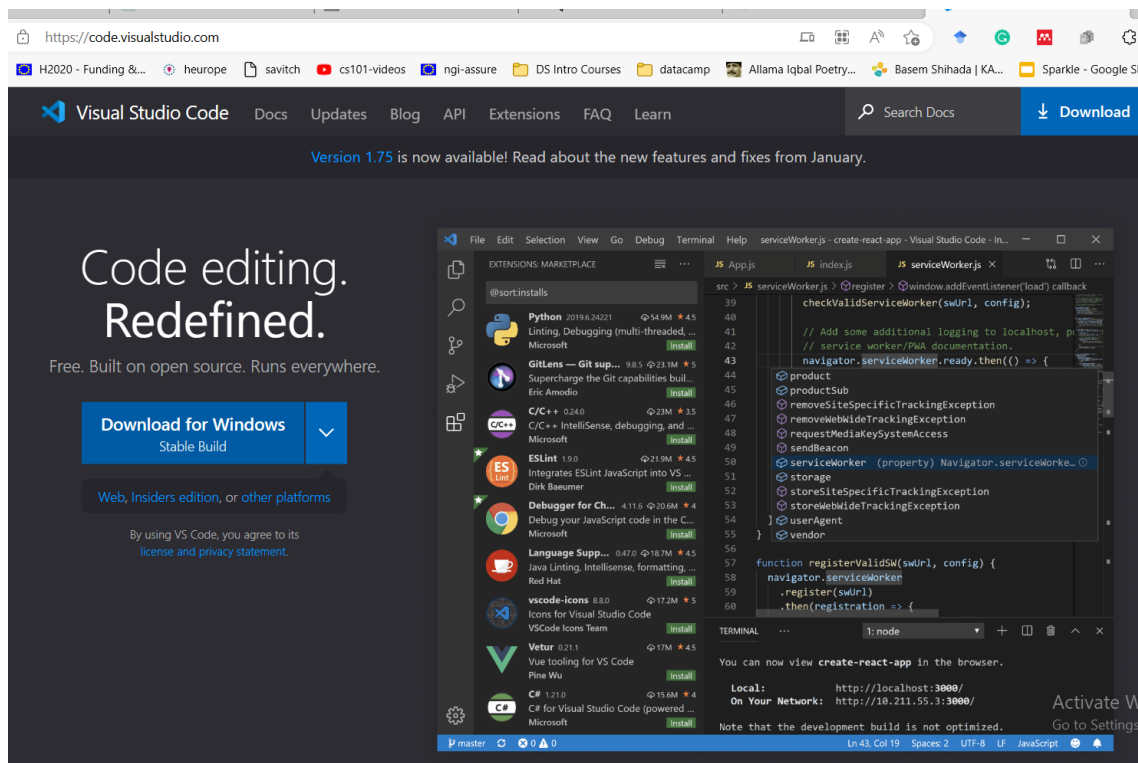 https://code.visualstudio.com
H2020 - Funding &... heurope savitch cs101-videos ngi-assure DS Intro Courses datacamp Allama Iqbal Poetry... Basem Shihada | KA... Sparkle - Google Sl
Visual Studio Code Docs Updates Blog API Extensions FAQ Learn Search Docs Download
Version 1.75 is now available! Read about the new features and fixes from January.
Code editing.
Redefined.
Free. Built on open source. Runs everywhere.
Download for Windows
Stable Build
Web, Insiders edition, or other platforms
By using VS Code, you agree to its
license and privacy statement.
File Edit Selection View Go Debug Terminal Help serviceWorker.js - create-react-app - Visual Studio Code - In...
EXTENSIONS: MARKETPLACE ...
@sort:installs
Python 2019.6.24221 54.9M ★ 4.5
Linting, Debugging (multi-threaded, ...
Microsoft Install
GitLens — Git sup... 9.8.5 23.1M ★ 5
Supercharge the Git capabilities buil...
Eric Amodio Install
C/C++ 0.24.0 23M ★ 3.5
C/C++ C/C++ IntelliSense, debugging, and ...
Microsoft Install
ESLint 1.9.0 21.9M ★ 4.5
ES Lint Integrates ESLint JavaScript into VS ...
Dirk Baeumer Install
Debugger for Ch... 4.11.6 20.6M ★ 4
Debug your JavaScript code in the C...
Microsoft Install
Language Supp... 0.47.0 18.7M ★ 4.5
Java Linting, Intellisense, formatting, ...
Red Hat Install
vscode-icons 8.8.0 17.2M ★ 5
Icons for Visual Studio Code
VSCode Icons Team Install
Vetur 0.21.1 17M ★ 4.5
Vue tooling for VS Code
Pine Wu Install
C# 1.21.0 15.6M ★ 4
C# C# for Visual Studio Code (powered ...
Microsoft Install
JS App.js JS index.js JS serviceWorker.js × ...
src > JS serviceWorker.js > register > window.addEventListener('load') callback
39 checkValidServiceWorker(swUrl, config);
40
41 // Add some additional logging to localhost, po
42 // service worker/PWA documentation.
43 navigator.serviceWorker.ready.then(() => {
44 product
45 productSub
46 removeSiteSpecificTrackingException
47 removeWebWideTrackingException
48 requestMediaKeySystemAccess
49 sendBeacon
50 serviceWorker (property) Navigator.serviceWorke...
51 storage
52 storeSiteSpecificTrackingException
53 storeWebWideTrackingException
54 } userAgent
55 } vendor
56
57 function registerValidSW(swUrl, config) {
58 navigator.serviceWorker
59 .register(swUrl)
60 .then(registration => {
TERMINAL ... 1: node
You can now view create-react-app in the browser.
Local: http://localhost:3000/
On Your Network: http://10.211.55.3:3000/
Note that the development build is not optimized.
Activate W
Go to Settings
master 0 0 Ln 43, Col 19 Spaces: 2 UTF-8 LF JavaScript